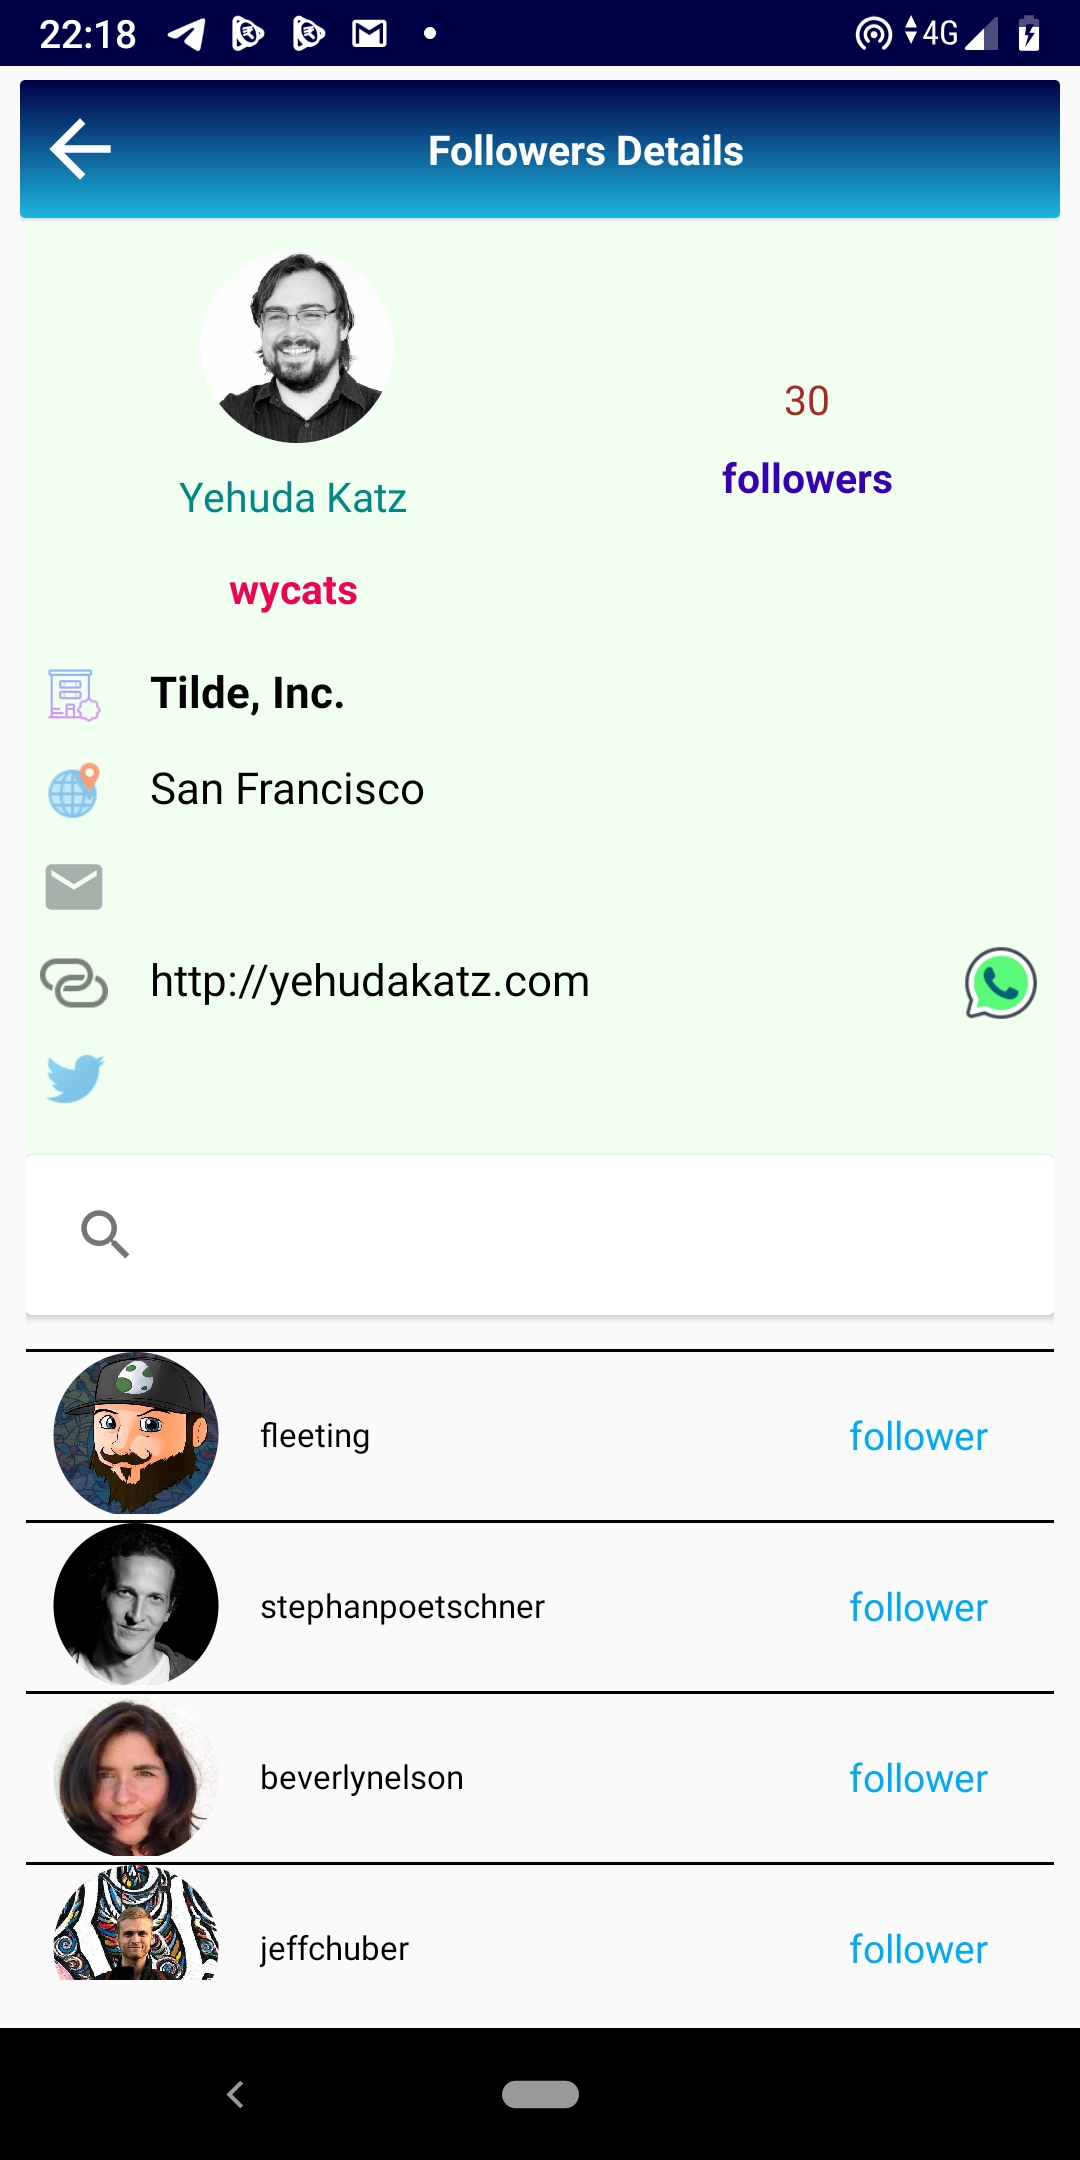 22:18
4G
Followers Details
30
followers
Yehuda Katz
wycats
Tilde, Inc.
San Francisco
http://yehudakatz.com
fleeting
follower
stephanpoetschner
follower
beverlynelson
follower
jeffchuber
follower